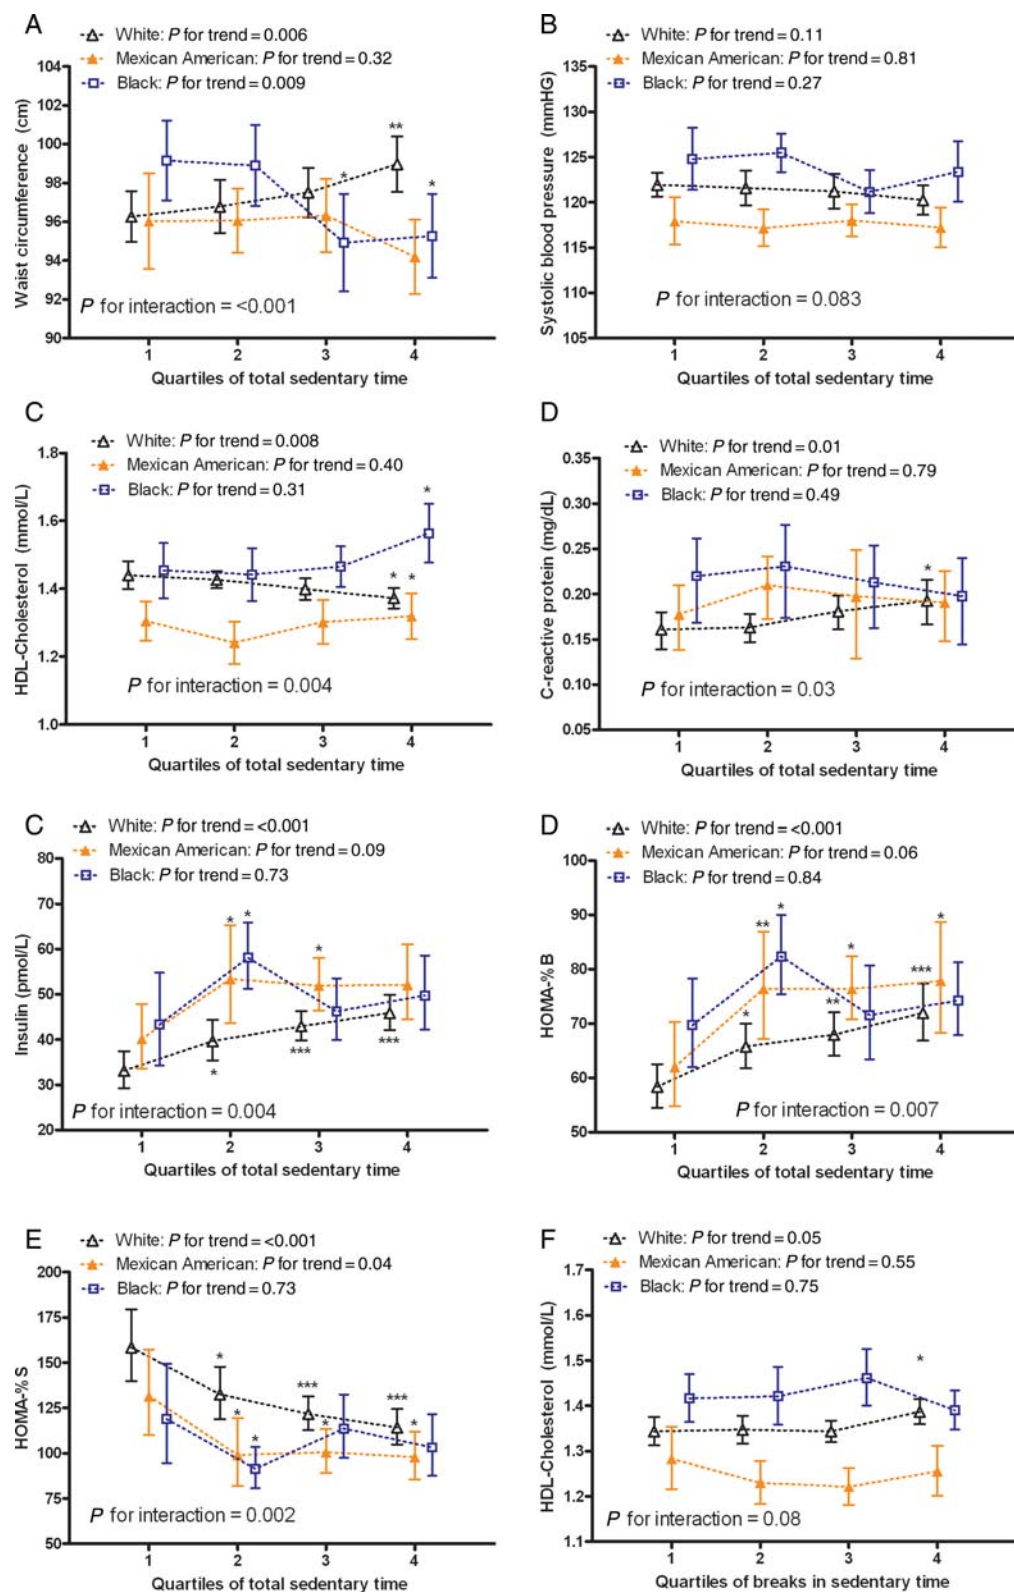 A
White: P for trend = 0.006
Mexican American: P for trend = 0.32
Black: P for trend = 0.009
104
102
100
98
96
94
92
90
Waist circumference (cm)
**
*
*
P for interaction = <0.001
1 2 3 4
Quartiles of total sedentary time
B
White: P for trend = 0.11
Mexican American: P for trend = 0.81
Black: P for trend = 0.27
135
130
125
120
115
110
105
Systolic blood pressure (mmHG)
P for interaction = 0.083
1 2 3 4
Quartiles of total sedentary time
C
White: P for trend = 0.008
Mexican American: P for trend = 0.40
Black: P for trend = 0.31
1.8
1.6
1.4
1.2
1.0
HDL-Cholesterol (mmol/L)
*
* *
P for interaction = 0.004
1 2 3 4
Quartiles of total sedentary time
D
White: P for trend = 0.01
Mexican American: P for trend = 0.79
Black: P for trend = 0.49
0.35
0.30
0.25
0.20
0.15
0.10
0.05
C-reactive protein (mg/dL)
*
P for interaction = 0.03
1 2 3 4
Quartiles of total sedentary time
C
White: P for trend = <0.001
Mexican American: P for trend = 0.09
Black: P for trend = 0.73
80
70
60
50
40
30
20
Insulin (pmol/L)
* *
*
*** ***
*
P for interaction = 0.004
1 2 3 4
Quartiles of total sedentary time
D
White: P for trend = <0.001
Mexican American: P for trend = 0.06
Black: P for trend = 0.84
100
90
80
70
60
50
HOMA-% B
** * *
*
* ** ***
P for interaction = 0.007
1 2 3 4
Quartiles of total sedentary time
E
White: P for trend = <0.001
Mexican American: P for trend = 0.04
Black: P for trend = 0.73
200
175
150
125
100
75
50
HOMA-% S
*
*** ***
* * *
*
P for interaction = 0.002
1 2 3 4
Quartiles of total sedentary time
F
White: P for trend = 0.05
Mexican American: P for trend = 0.55
Black: P for trend = 0.75
1.7
1.6
1.5
1.4
1.3
1.2
1.1
HDL-Cholesterol (mmol/L)
*
P for interaction = 0.08
1 2 3 4
Quartiles of breaks in sedentary time